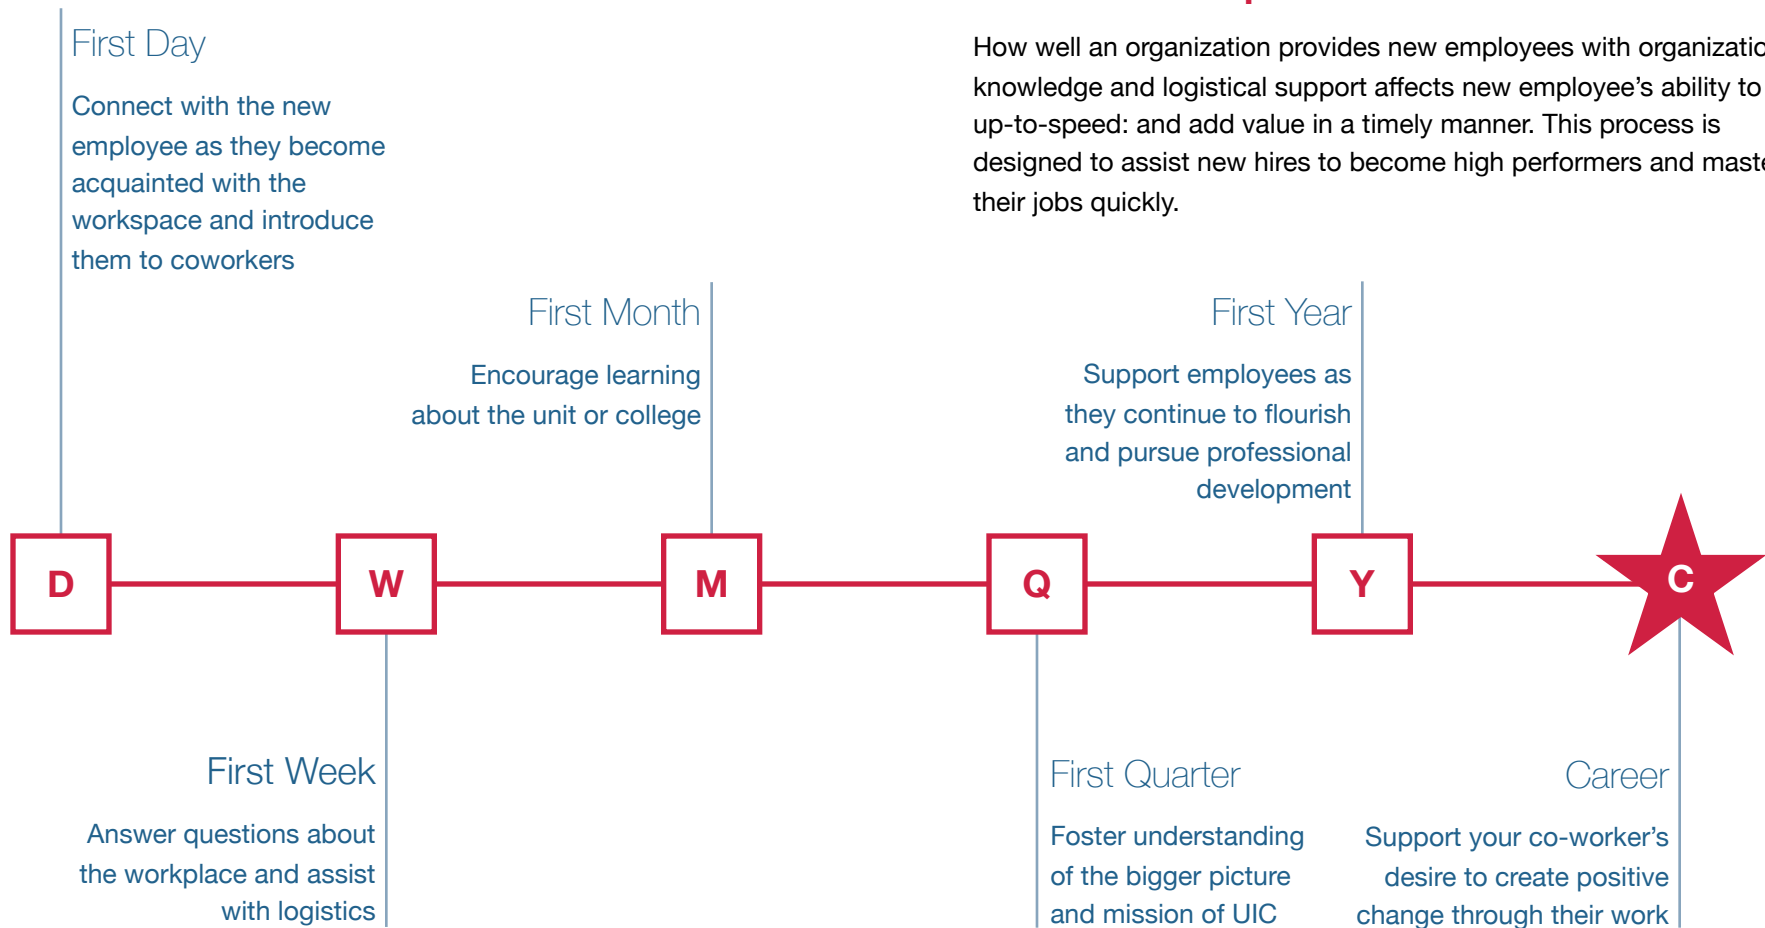 First Day
Connect with the new
employee as they become
acquainted with the
workspace and introduce
them to coworkers
How well an organization provides new employees with
knowledge and logistical support affects new employee’s ability to
up-to-speed: and add value in a timely manner. This process is
designed to assist new hires to become high performers and
their jobs quickly.
First Month
Encourage learning
about the unit or college
First Year
Support employees as
they continue to flourish
and pursue professional
development
D
W
M
Q
Y
C
First Week
Answer questions about
the workplace and assist
with logistics
First Quarter
Foster understanding
of the bigger picture
and mission of UIC
Career
Support your co-worker’s
desire to create positive
change through their work